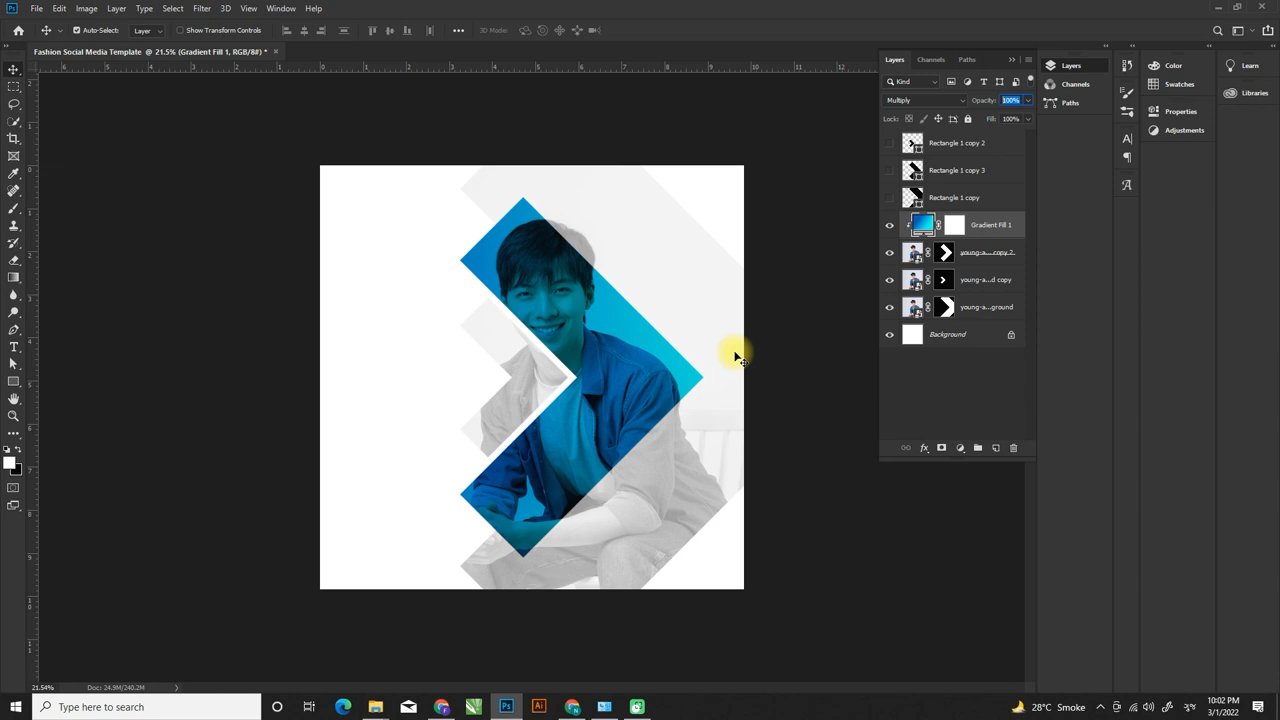 Ps File Edit Image Layer Type Select Filter 3D View Window Help
Auto-Select: Layer Show Transform Controls 3D Mode:
Fashion Social Media Template @ 21.5% (Gradient Fill 1, RGB/8#) *
Layers Channels Paths
Kind
Multiply Opacity: 100%
Lock: Fill: 100%
Rectangle 1 copy 2
Rectangle 1 copy 3
Rectangle 1 copy
Gradient Fill 1
young-a... copy 2
young-a...d copy
young-a...ground
Background
Layers
Channels
Paths
Color
Swatches
Properties
Adjustments
Learn
Libraries
21.54% Doc: 24.9M/240.2M
Type here to search
Ps Ai
28°C Smoke
10:02 PM
3/1/2022